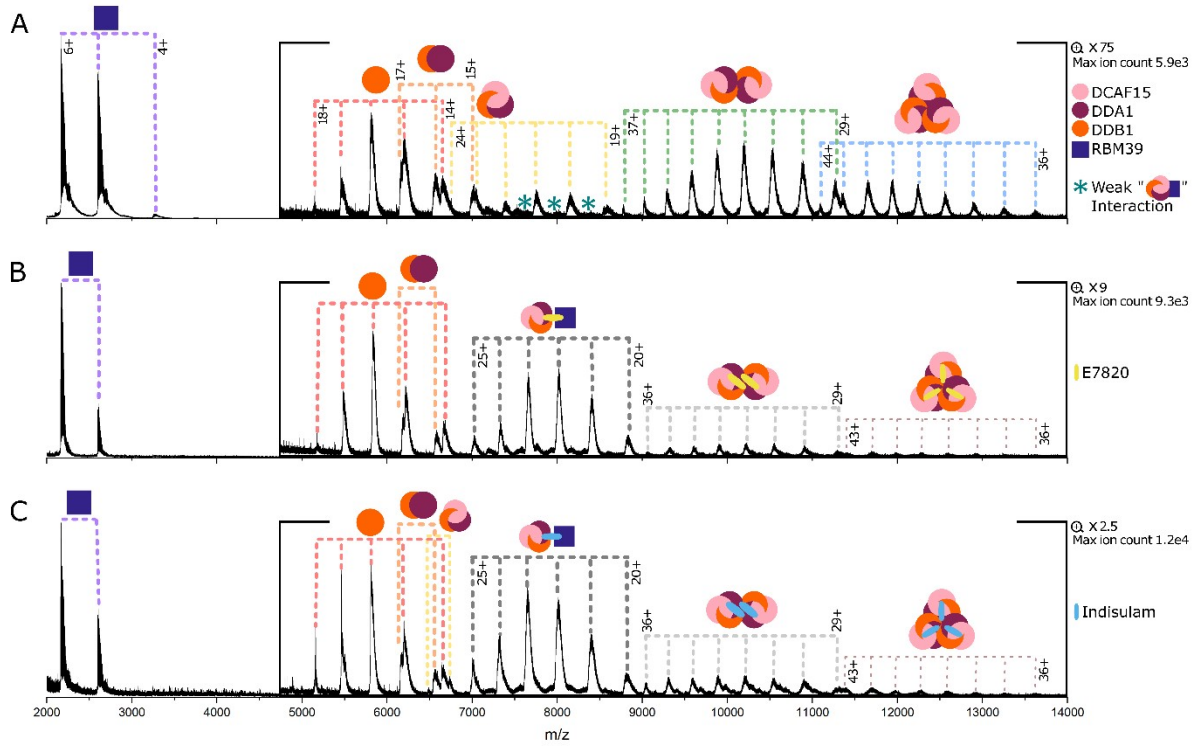 A
6+
4+
18+
17+
15+
14+
24+
19+
37+
29+
44+
36+
X75
Max ion count 5.9e3
DCAF15
DDA1
DDB1
RBM39
* Weak " "
Interaction
B
25+
20+
36+
29+
43+
36+
X9
Max ion count 9.3e3
E7820
C
25+
20+
36+
29+
43+
36+
X2.5
Max ion count 1.2e4
Indisulam
2000 3000 4000 5000 6000 7000 8000 9000 10000 11000 12000 13000 14000
m/z